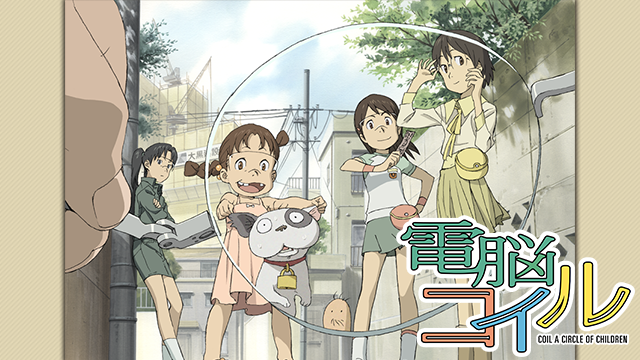 電脳
コイル
COIL A CIRCLE OF CHILDREN